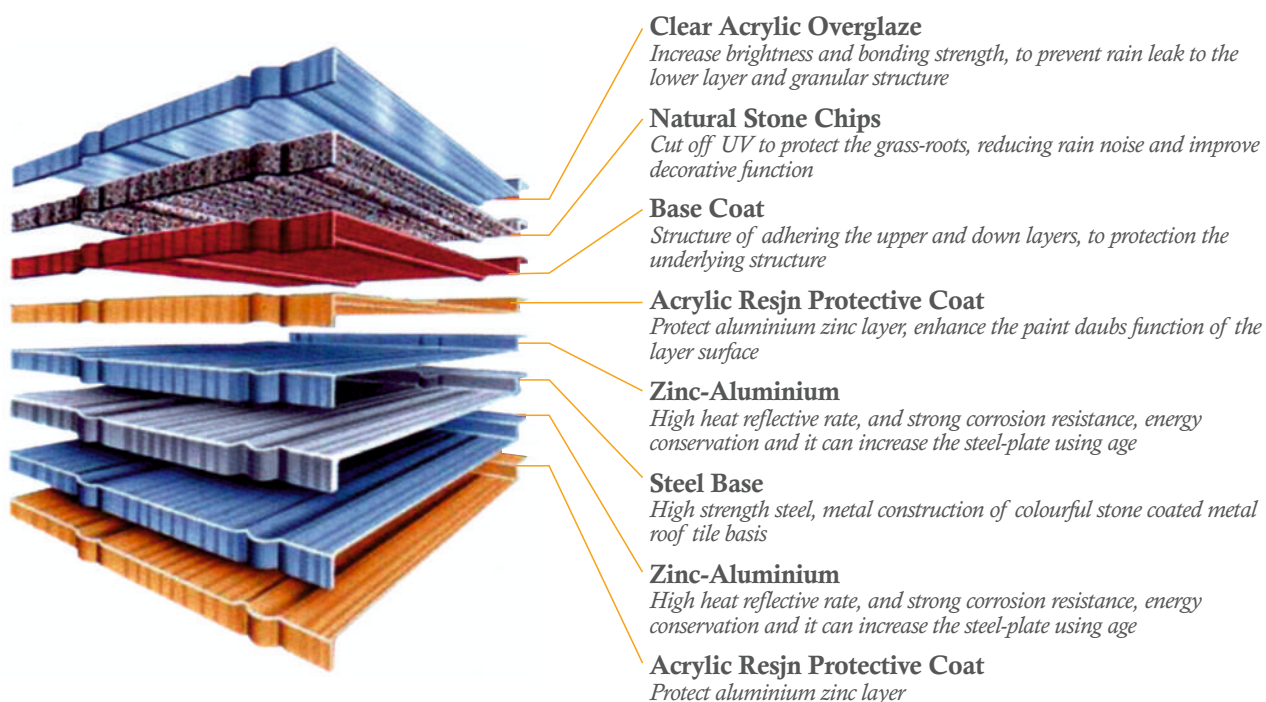 Clear Acrylic Overglaze
Increase brightness and bonding strength, to prevent rain leak to the
lower layer and granular structure
Natural Stone Chips
Cut off UV to protect the grass-roots, reducing rain noise and improve
decorative function
Base Coat
Structure of adhering the upper and down layers, to protection the
underlying structure
Acrylic Resjn Protective Coat
Protect aluminium zinc layer, enhance the paint daubs function of the
layer surface
Zinc-Aluminium
High heat reflective rate, and strong corrosion resistance, energy
conservation and it can increase the steel-plate using age
Steel Base
High strength steel, metal construction of colourful stone coated metal
roof tile basis
Zinc-Aluminium
High heat reflective rate, and strong corrosion resistance, energy
conservation and it can increase the steel-plate using age
Acrylic Resjn Protective Coat
Protect aluminium zinc layer